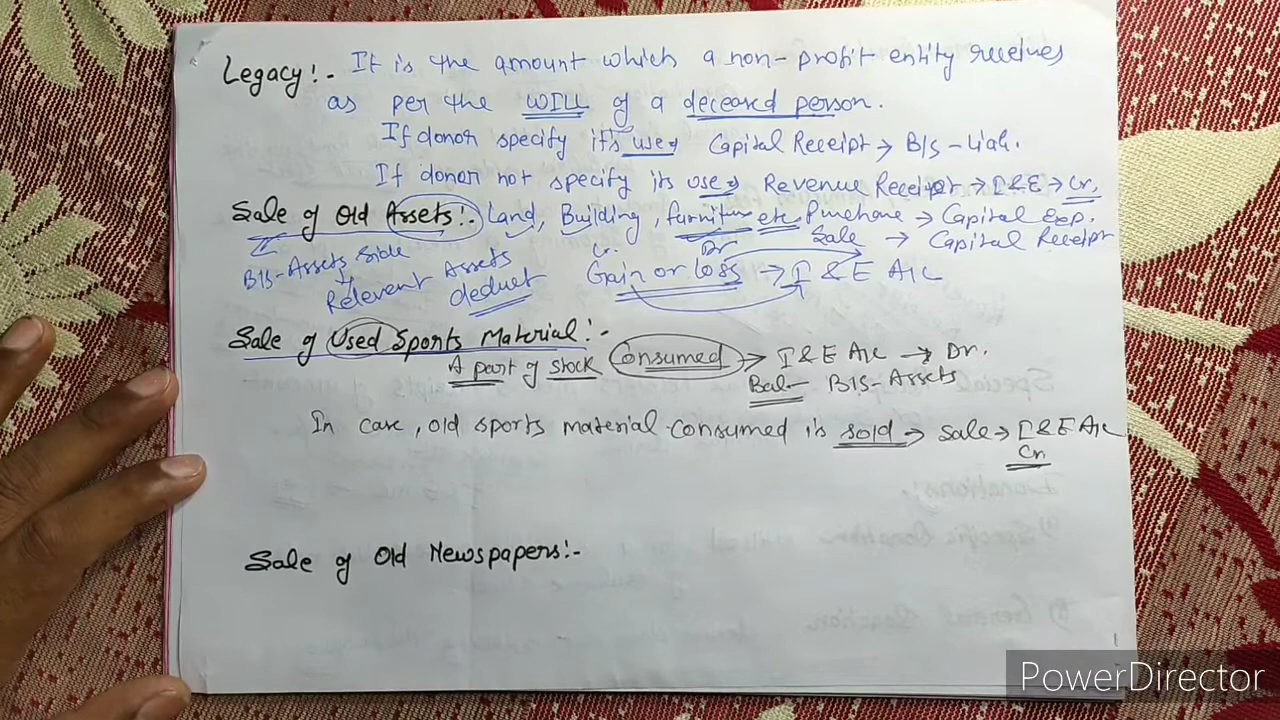 Legacy:- It is the amount which a non-profit entity receives
as per the WILL of a deceased person.
If donor specify it's use → Capital Receipt → B/S - Liab.
If donor not specify its use → Revenue Receipt → I & E → Cr.
Sale of Old Assets:- Land, Building, furniture etc. Purchase → Capital Exp.
Sale → Capital Receipt
B/S-Assets side
Relevent Assets
deduct
Cr. Dr
Gain or loss → I & E A/c
Sale of Used Sports Material:-
A part of stock Consumed → I & E A/c → Dr.
Bal- B/S-Assets
In case, old sports material consumed is sold → Sale → I & E A/c
Cr
Sale of Old Newspapers:-
PowerDirector